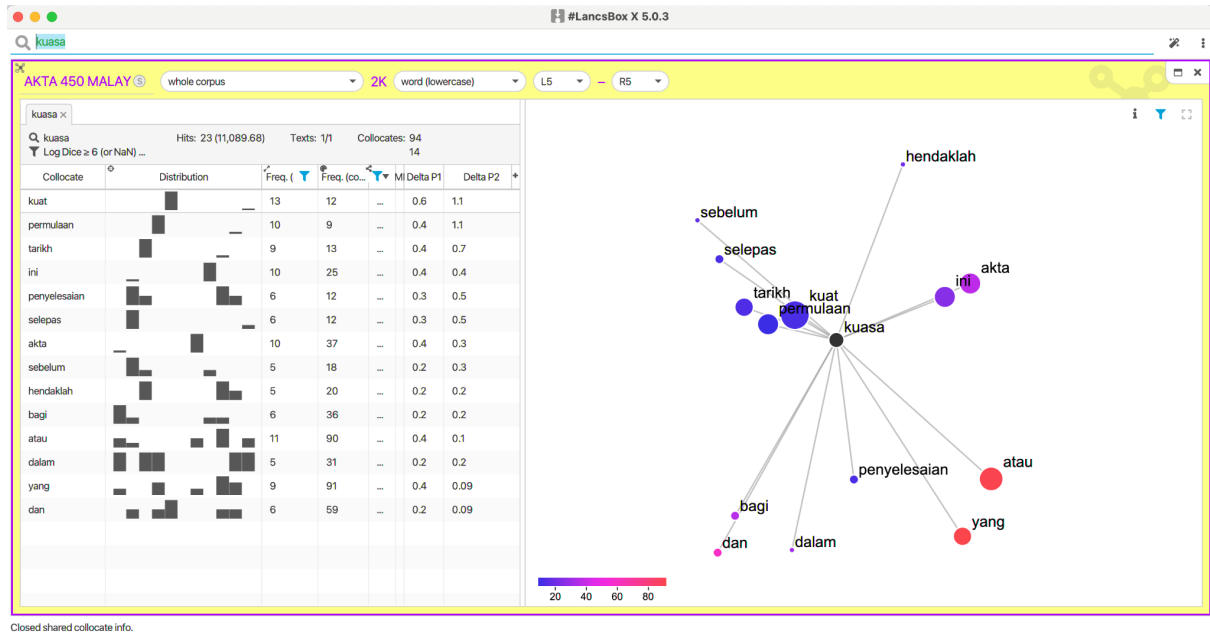 #LancsBox X 5.0.3
kuasa
AKTA 450 MALAY S whole corpus 2K word (lowercase) L5 – R5
kuasa ×
kuasa Hits: 23 (11,089.68) Texts: 1/1 Collocates: 94
Log Dice ≥ 6 (or NaN) ... 14
Collocate Distribution Freq. ( Freq. (co... MI Delta P1 Delta P2 +
kuat 13 12 ... 0.6 1.1
permulaan 10 9 ... 0.4 1.1
tarikh 9 13 ... 0.4 0.7
ini 10 25 ... 0.4 0.4
penyelesaian 6 12 ... 0.3 0.5
selepas 6 12 ... 0.3 0.5
akta 10 37 ... 0.4 0.3
sebelum 5 18 ... 0.2 0.3
hendaklah 5 20 ... 0.2 0.2
bagi 6 36 ... 0.2 0.2
atau 11 90 ... 0.4 0.1
dalam 5 31 ... 0.2 0.2
yang 9 91 ... 0.4 0.09
dan 6 59 ... 0.2 0.09
hendaklah
sebelum
selepas
akta
ini
tarikh
kuat
permulaan
kuasa
atau
penyelesaian
bagi
yang
dan
dalam
20 40 60 80
Closed shared collocate info.